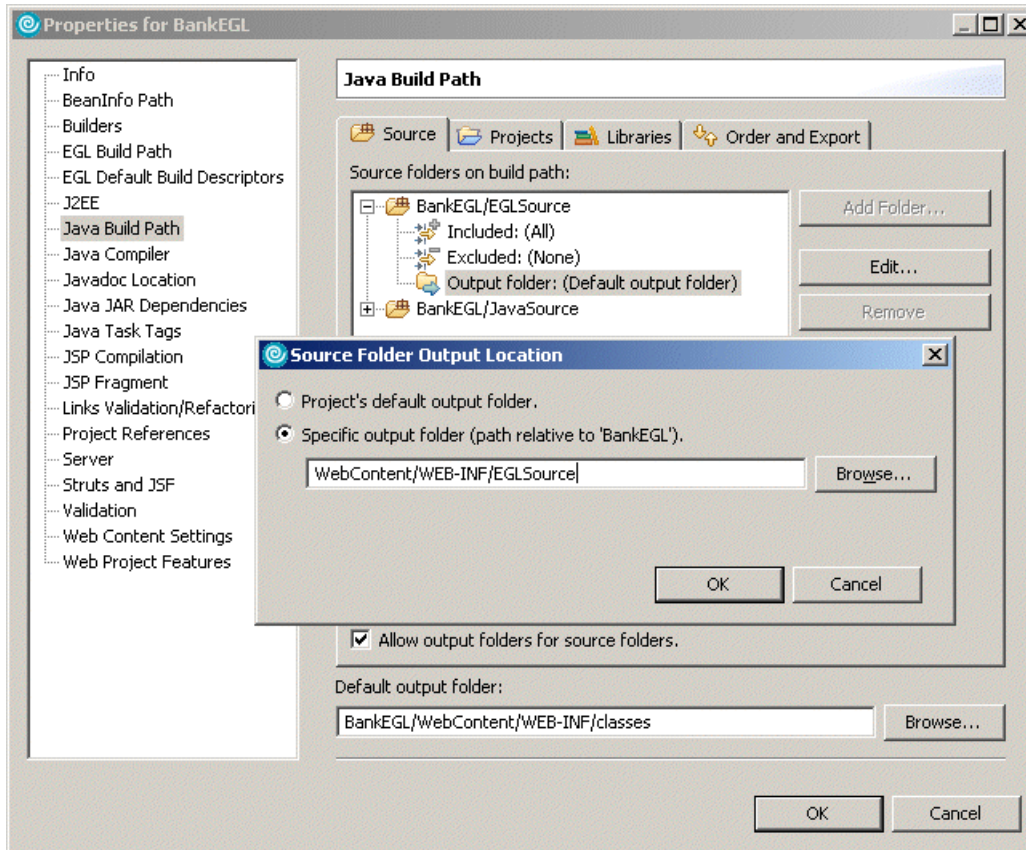 Properties for BankEGL
Info
BeanInfo Path
Builders
EGL Build Path
EGL Default Build Descriptors
J2EE
Java Build Path
Java Compiler
Javadoc Location
Java JAR Dependencies
Java Task Tags
JSP Compilation
JSP Fragment
Links Validation/Refactori
Project References
Server
Struts and JSF
Validation
Web Content Settings
Web Project Features
Java Build Path
Source Projects Libraries Order and Export
Source folders on build path:
BankEGL/EGLSource
Included: (All)
Excluded: (None)
Output folder: (Default output folder)
BankEGL/JavaSource
Add Folder...
Edit...
Remove
Source Folder Output Location
Project's default output folder.
Specific output folder (path relative to 'BankEGL').
WebContent/WEB-INF/EGLSource
Browse...
OK Cancel
Allow output folders for source folders.
Default output folder:
BankEGL/WebContent/WEB-INF/classes
Browse...
OK Cancel